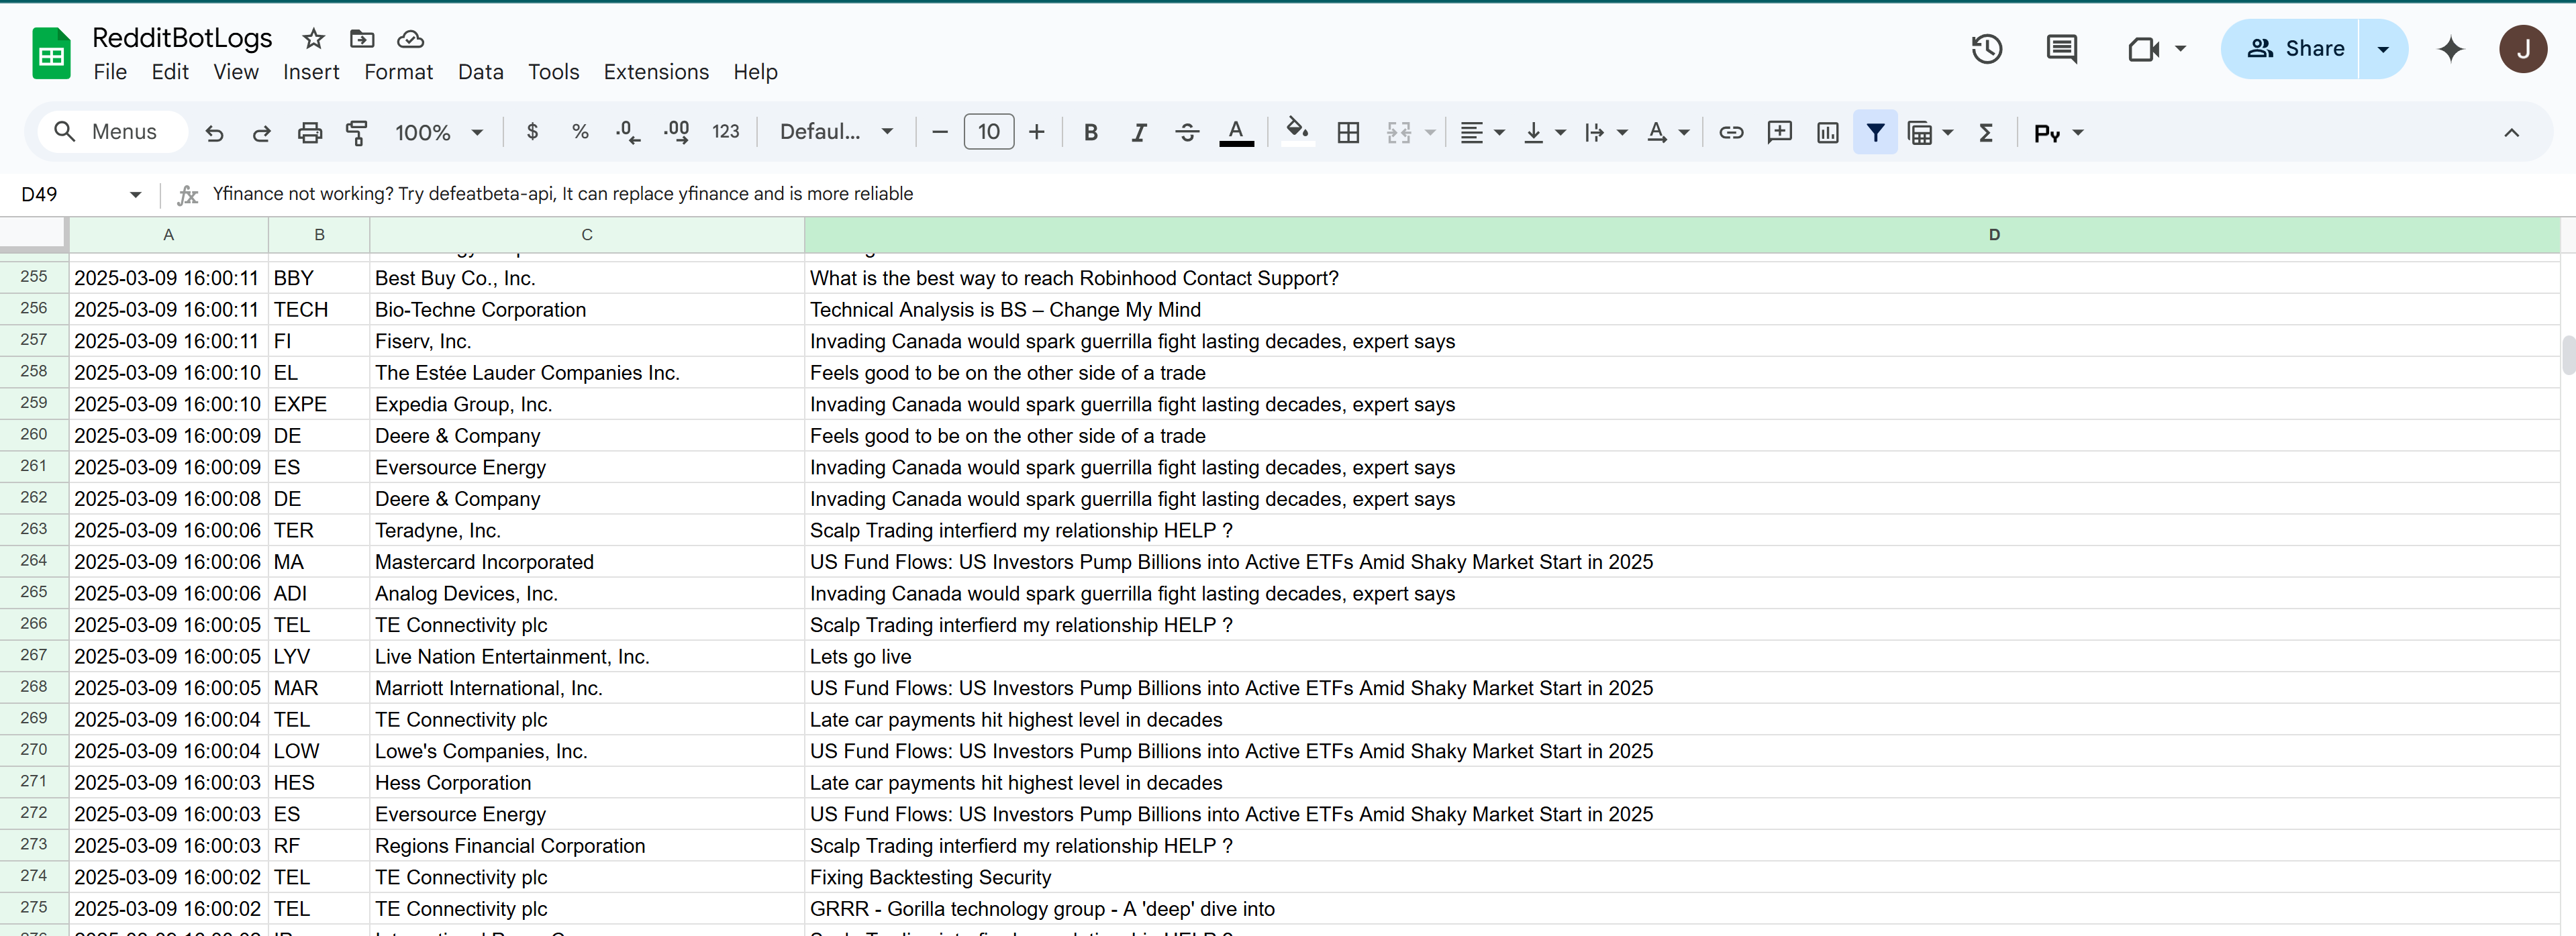 RedditBotLogs
File Edit View Insert Format Data Tools Extensions Help
Share
J
Menus 100% $ % .0 .00 123 Defaul... 10 B I A Σ Py
D49 fx Yfinance not working? Try defeatbeta-api, It can replace yfinance and is more reliable
A B C D
255 2025-03-09 16:00:11 BBY Best Buy Co., Inc. What is the best way to reach Robinhood Contact Support?
256 2025-03-09 16:00:11 TECH Bio-Techne Corporation Technical Analysis is BS – Change My Mind
257 2025-03-09 16:00:11 FI Fiserv, Inc. Invading Canada would spark guerrilla fight lasting decades, expert says
258 2025-03-09 16:00:10 EL The Estée Lauder Companies Inc. Feels good to be on the other side of a trade
259 2025-03-09 16:00:10 EXPE Expedia Group, Inc. Invading Canada would spark guerrilla fight lasting decades, expert says
260 2025-03-09 16:00:09 DE Deere & Company Feels good to be on the other side of a trade
261 2025-03-09 16:00:09 ES Eversource Energy Invading Canada would spark guerrilla fight lasting decades, expert says
262 2025-03-09 16:00:08 DE Deere & Company Invading Canada would spark guerrilla fight lasting decades, expert says
263 2025-03-09 16:00:06 TER Teradyne, Inc. Scalp Trading interfierd my relationship HELP ?
264 2025-03-09 16:00:06 MA Mastercard Incorporated US Fund Flows: US Investors Pump Billions into Active ETFs Amid Shaky Market Start in 2025
265 2025-03-09 16:00:06 ADI Analog Devices, Inc. Invading Canada would spark guerrilla fight lasting decades, expert says
266 2025-03-09 16:00:05 TEL TE Connectivity plc Scalp Trading interfierd my relationship HELP ?
267 2025-03-09 16:00:05 LYV Live Nation Entertainment, Inc. Lets go live
268 2025-03-09 16:00:05 MAR Marriott International, Inc. US Fund Flows: US Investors Pump Billions into Active ETFs Amid Shaky Market Start in 2025
269 2025-03-09 16:00:04 TEL TE Connectivity plc Late car payments hit highest level in decades
270 2025-03-09 16:00:04 LOW Lowe's Companies, Inc. US Fund Flows: US Investors Pump Billions into Active ETFs Amid Shaky Market Start in 2025
271 2025-03-09 16:00:03 HES Hess Corporation Late car payments hit highest level in decades
272 2025-03-09 16:00:03 ES Eversource Energy US Fund Flows: US Investors Pump Billions into Active ETFs Amid Shaky Market Start in 2025
273 2025-03-09 16:00:03 RF Regions Financial Corporation Scalp Trading interfierd my relationship HELP ?
274 2025-03-09 16:00:02 TEL TE Connectivity plc Fixing Backtesting Security
275 2025-03-09 16:00:02 TEL TE Connectivity plc GRRR - Gorilla technology group - A 'deep' dive into